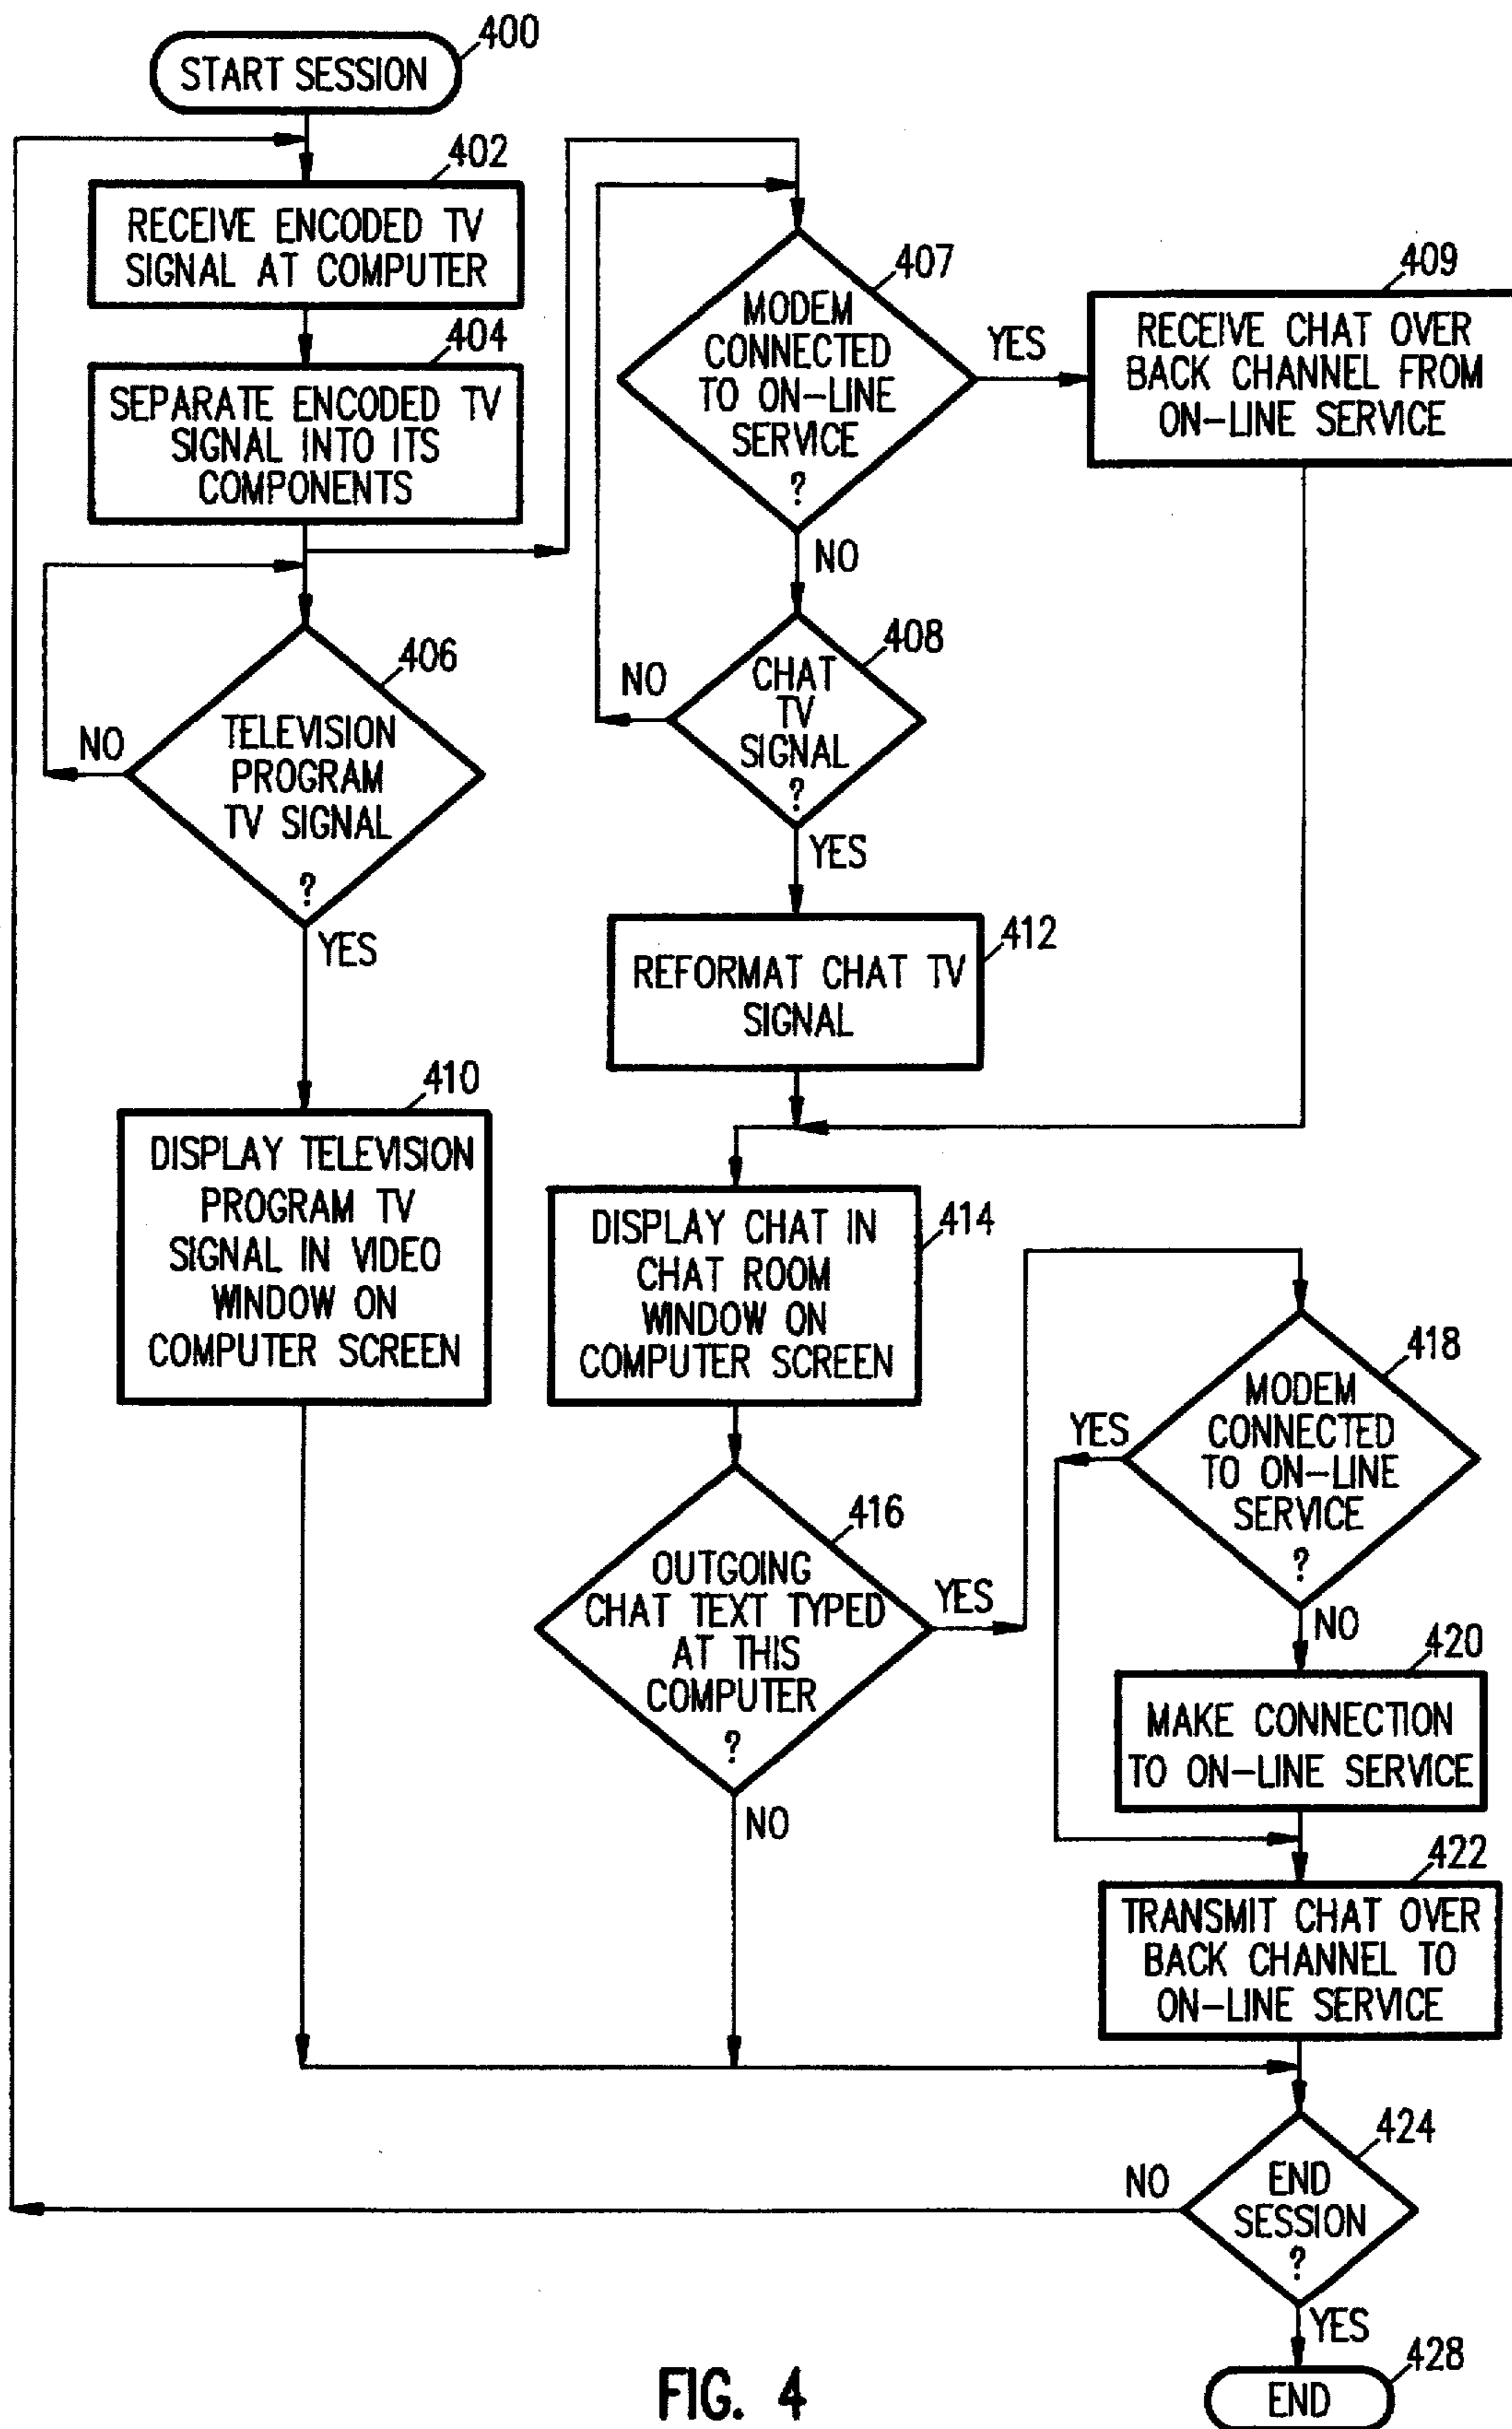 START SESSION
400
402
RECEIVE ENCODED TV
SIGNAL AT COMPUTER
404
SEPARATE ENCODED TV
SIGNAL INTO ITS
COMPONENTS
406
TELEVISION
PROGRAM
TV SIGNAL
?
NO
YES
410
DISPLAY TELEVISION
PROGRAM TV
SIGNAL IN VIDEO
WINDOW ON
COMPUTER SCREEN
407
MODEM
CONNECTED
TO ON-LINE
SERVICE
?
YES
NO
409
RECEIVE CHAT OVER
BACK CHANNEL FROM
ON-LINE SERVICE
408
CHAT
TV
SIGNAL
?
NO
YES
412
REFORMAT CHAT TV
SIGNAL
414
DISPLAY CHAT IN
CHAT ROOM
WINDOW ON
COMPUTER SCREEN
416
OUTGOING
CHAT TEXT TYPED
AT THIS
COMPUTER
?
YES
NO
418
MODEM
CONNECTED
TO ON-LINE
SERVICE
?
YES
NO
420
MAKE CONNECTION
TO ON-LINE SERVICE
422
TRANSMIT CHAT OVER
BACK CHANNEL TO
ON-LINE SERVICE
424
END
SESSION
?
NO
YES
428
END
FIG. 4